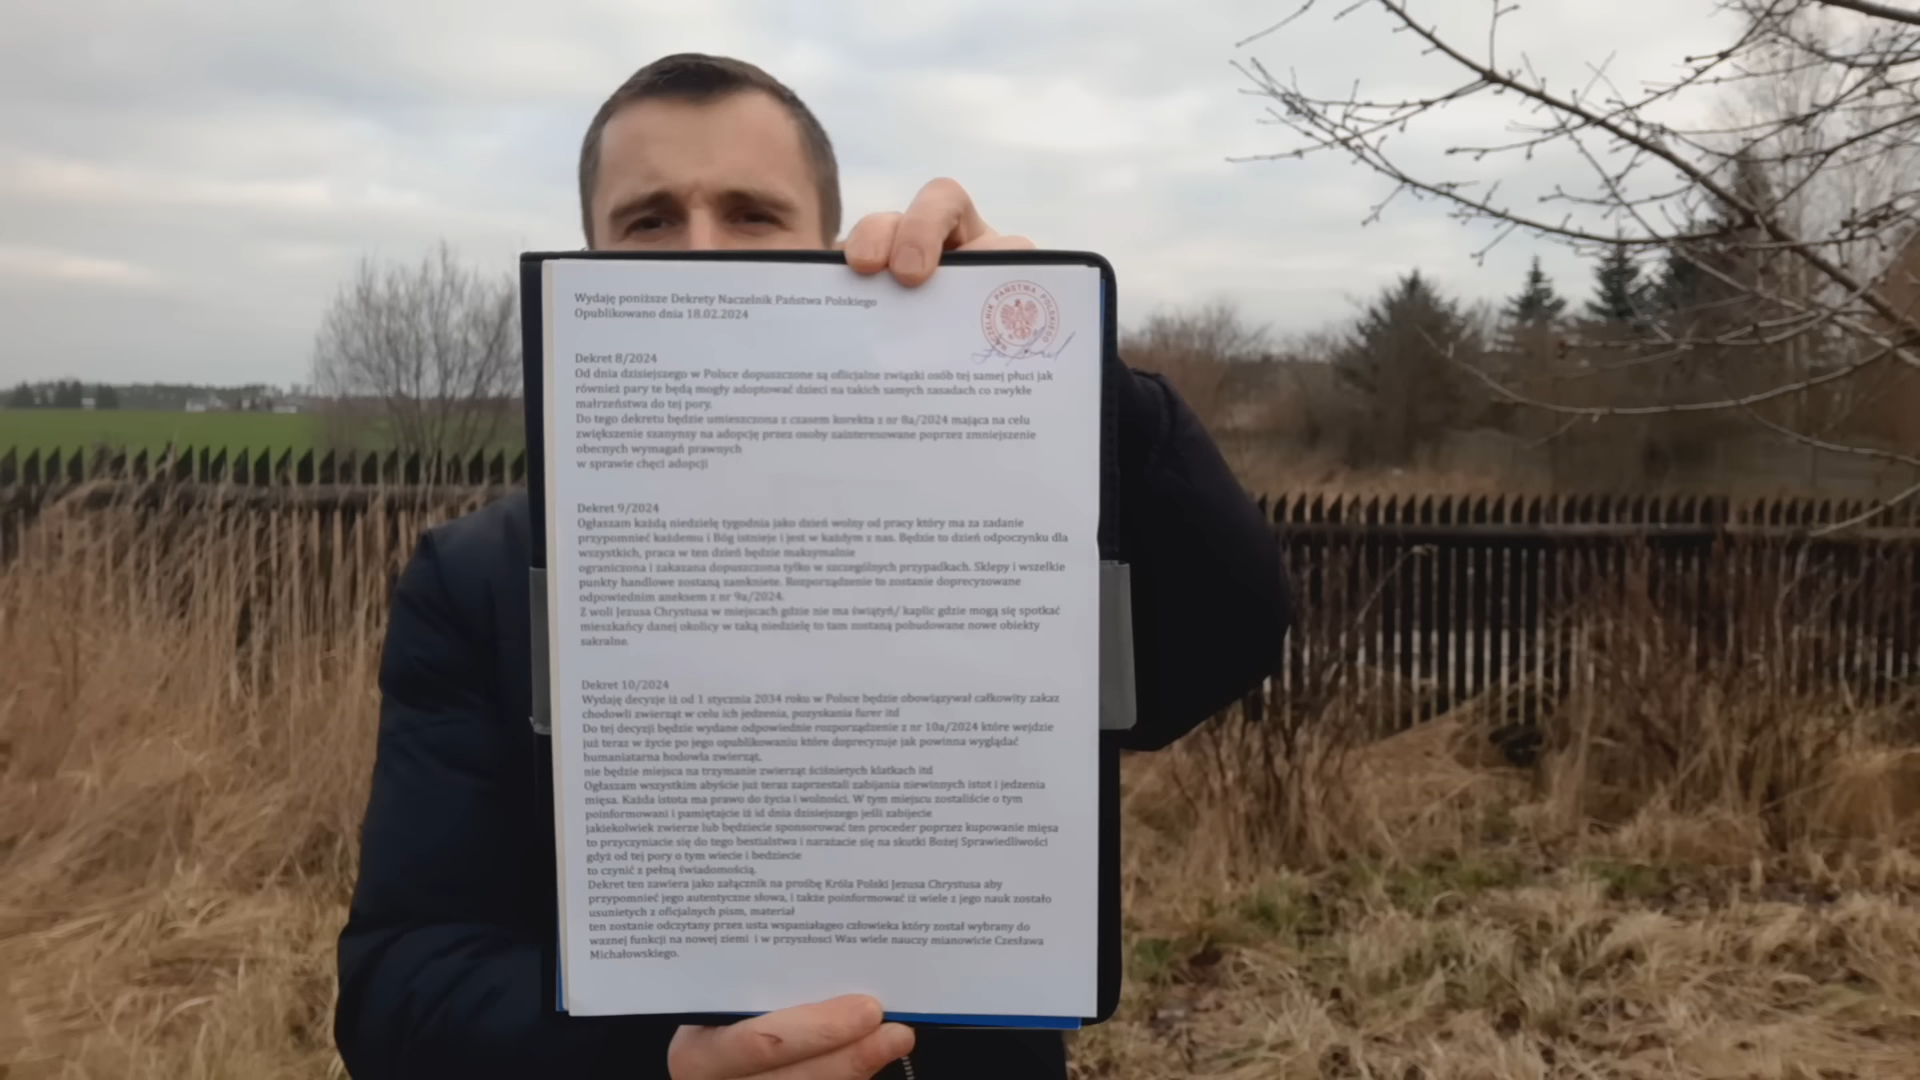 Wydaję poniższe Dekrety Naczelnik Państwa Polskiego
Opublikowano dnia 18.02.2024
NACZELNIK PAŃSTWA POLSKIEGO
Dekret 8/2024
Od dnia dzisiejszego w Polsce dopuszczone są oficjalne związki osób tej samej płuci jak
również pary te będą mogły adoptować dzieci na takich samych sasadach co zwykłe
małrzeństwa do tej pory.
Do tego dekretu będzie umieszczona z czasem korekta z nr 8a/2024 mająca na celu
zwiększenie szanynsy na adopcję przez osoby zainteresowane poprzez zmniejszenie
obecnych wymagań prawnych
w sprawie chęci adopcji
Dekret 9/2024
Ogłaszam każdą niedzielę tygodnia jako dzień wolny od pracy który ma za zadanie
przypomnieć każdemu i Bóg istnieje i jest w każdym z nas. Będzie to dzień odpoczynku dla
wszystkich, praca w ten dzień będzie maksymalnie
ograniczona i zakazana dopuszczona tylko w szczególnych przypadkach. Sklepy i wszelkie
punkty handlowe zostaną zamkniete. Rozporządzenie to zostanie doprecyzowane
odpowiednim aneksem z nr 9a/2024.
Z woli Jezusa Chrystusa w miejscach gdzie nie ma świątyń/ kaplic gdzie mogą się spotkać
mieszkańcy danej okolicy w taką niedzielę to tam zostaną pobudowane nowe obiekty
sakralne.
Dekret 10/2024
Wydaję decyzje iż od 1 stycznia 2034 roku w Polsce będzie obowiązywał całkowity zakaz
chodowli zwierząt w celu ich jedzenia, pozyskania furer itd
Do tej decyzji będzie wydane odpowiednie rozporządzenie z nr 10a/2024 które wejdzie
już teraz w życie po jego opublikowaniu które doprecyzuje jak powinna wyglądać
humaniatarna hodowla zwierząt,
nie będzie miejsca na trzymanie zwierząt ściśnietych klatkach itd
Ogłaszam wszystkim abyście już teraz zaprzestali zabijania niewinnych istot i jedzenia
mięsa. Każda istota ma prawo do życia i wolności. W tym miejscu zostaliście o tym
poinformowani i pamiętajcie iż id dnia dzisiejszego jeśli zabijecie
jakiekolwiek zwierze lub będziecie sponsorować ten proceder poprzez kupowanie mięsa
to przyczyniacie się do tego bestialstwa i narażacie się na skutki Bożej Sprawiedliwości
gdyż od tej pory o tym wiecie i bedziecie
to czynić z pełną świadomością.
Dekret ten zawiera jako załącznik na prośbę Króla Polski Jezusa Chrystusa aby
przypomnieć jego autentyczne słowa, i także poinformować iż wiele z jego nauk zostało
usunietych z oficjalnych pism, materiał
ten zostanie odczytany przez usta wspaniałageo człowieka który został wybrany do
waznej funkcji na nowej ziemi i w przyszłosci Was wiele nauczy mianowicie Czesława
Michałowskiego.